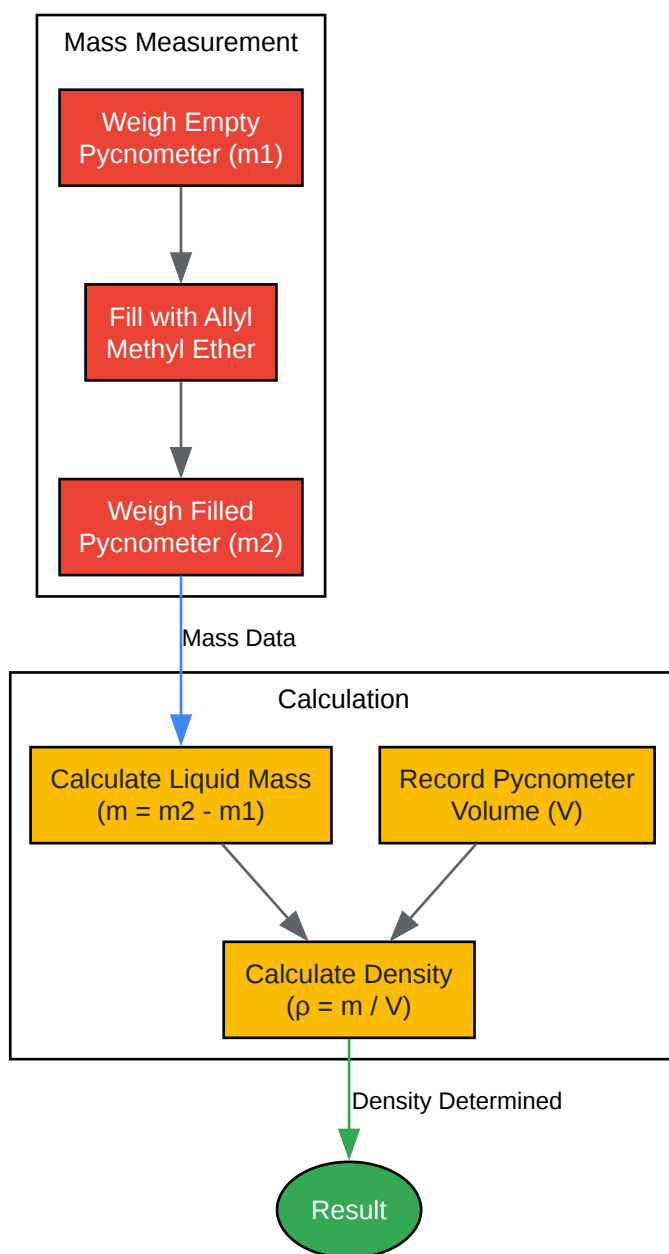 Mass Measurement
Weigh Empty
Pycnometer (m1)
Fill with Allyl
Methyl Ether
Weigh Filled
Pycnometer (m2)
Mass Data
Calculation
Calculate Liquid Mass
(m = m2 - m1)
Record Pycnometer
Volume (V)
Calculate Density
(ρ = m / V)
Density Determined
Result